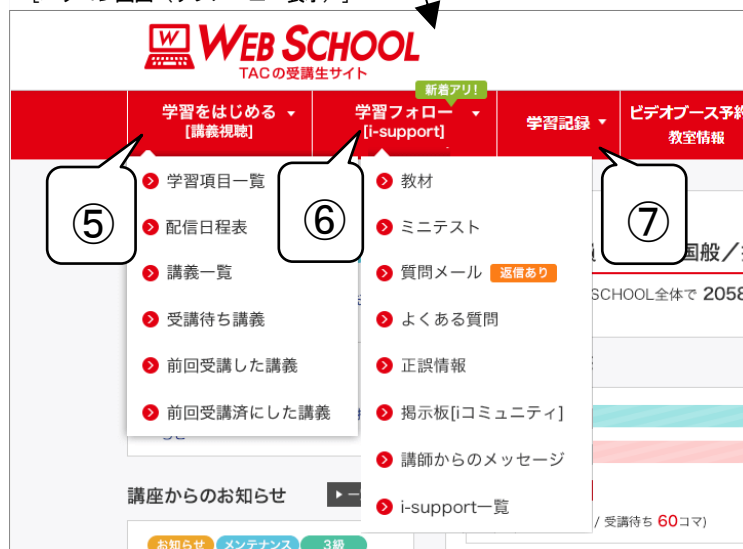 WEB SCHOOL
TACの受講生サイト
新着アリ!
学習をはじめる
[講義視聴]
学習フォロー
[i-support]
学習記録
ビデオブース予約
教室情報
⑤
⑥
⑦
学習項目一覧
配信日程表
講義一覧
受講待ち講義
前回受講した講義
前回受講済にした講義
教材
ミニテスト
質問メール 返信あり
よくある質問
正誤情報
掲示板[iコミュニティ]
講師からのメッセージ
i-support一覧
国般/
SCHOOL全体で 2058
講座からのお知らせ
/ 受講待ち 60コマ)
お知らせ メンテナンス 3級